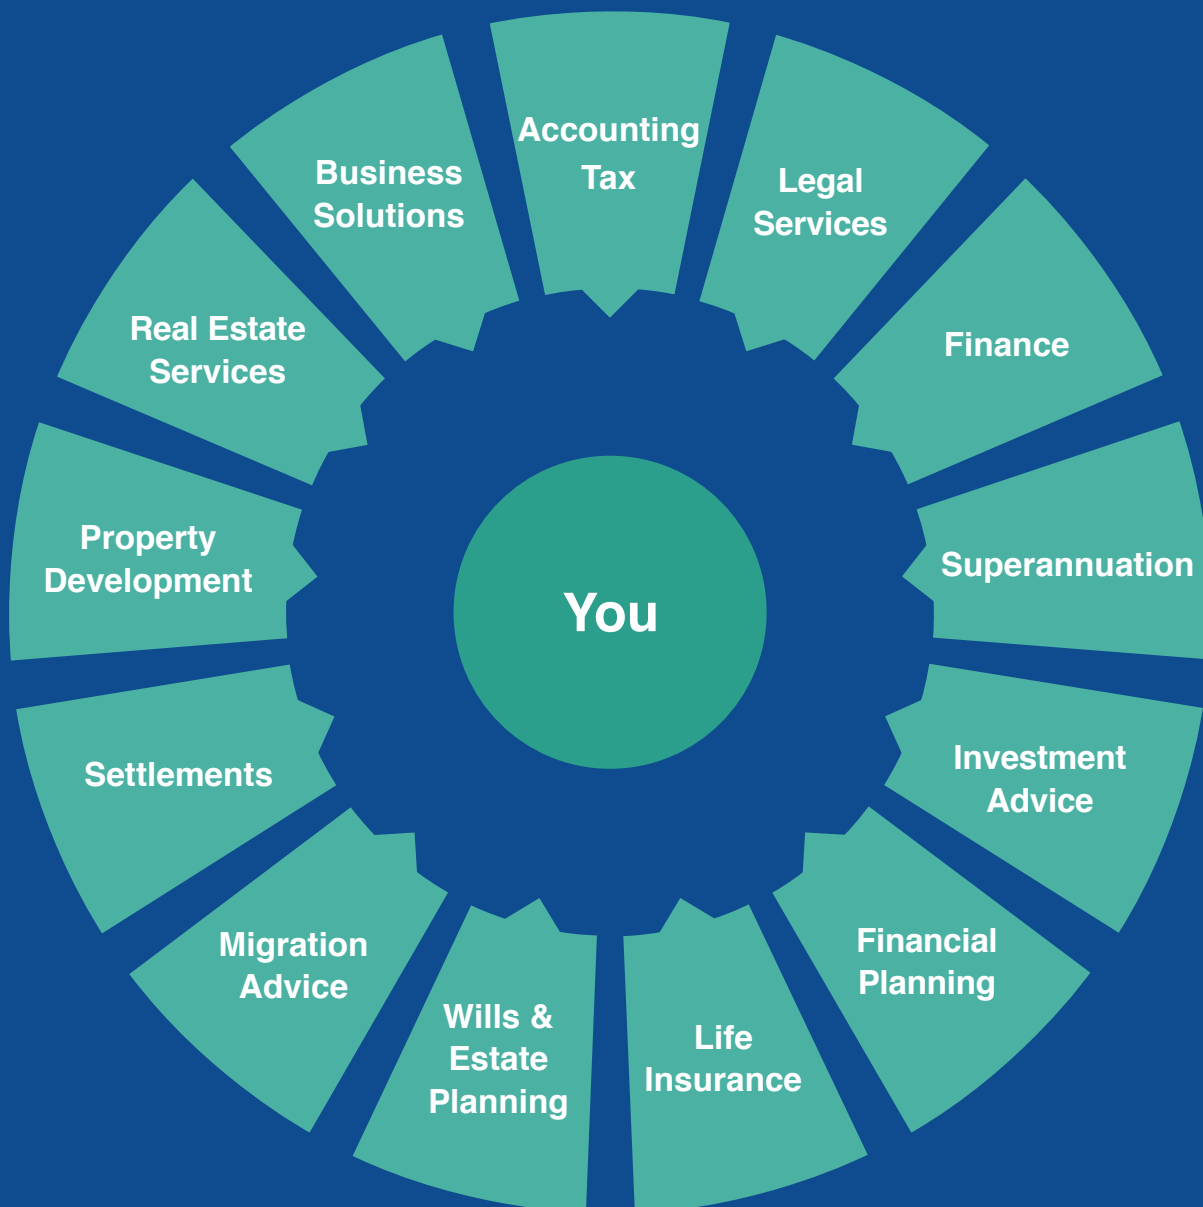 Accounting
Tax
Legal
Services
Finance
Superannuation
Investment
Advice
Financial
Planning
Life
Insurance
Wills &
Estate
Planning
Migration
Advice
Settlements
Property
Development
Real Estate
Services
Business
Solutions
You